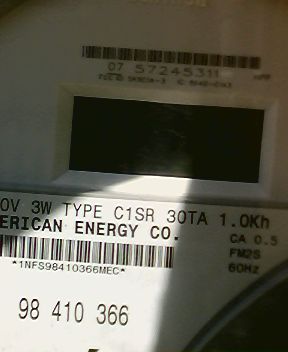 07 57245311
0V 3W TYPE C1SR 30TA 1.0Kh
ERICAN ENERGY CO.
CA 0.5
*1NFS98410366MEC*
FM2S
60Hz
98 410 366